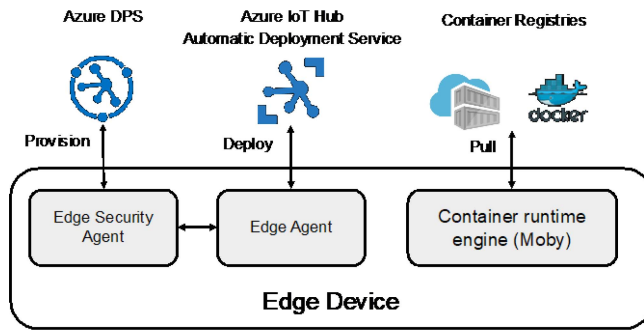 Azure DPS
Azure IoT Hub
Automatic Deployment Service
Container Registries
docker
Provision
Deploy
Pull
Edge Security
Agent
Edge Agent
Container runtime
engine (Moby)
Edge Device